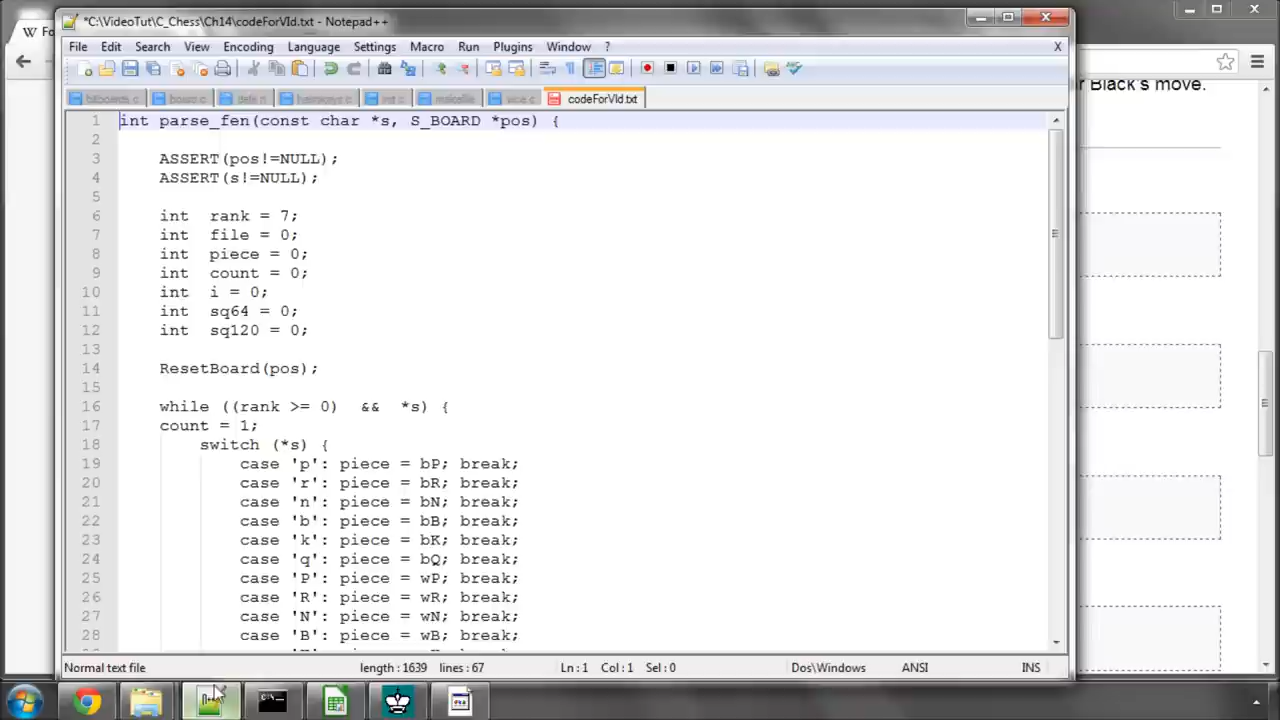 *C:\VideoTut\C_Chess\Ch14\codeForVId.txt - Notepad++
File Edit Search View Encoding Language Settings Macro Run Plugins Window ? X
bitboards.c board.c defs.h hashkeys.c init.c makefile vice.c codeForVId.txt
r Black's move.
1 int parse_fen(const char *s, S_BOARD *pos) {
2
3 ASSERT(pos!=NULL);
4 ASSERT(s!=NULL);
5
6 int rank = 7;
7 int file = 0;
8 int piece = 0;
9 int count = 0;
10 int i = 0;
11 int sq64 = 0;
12 int sq120 = 0;
13
14 ResetBoard(pos);
15
16 while ((rank >= 0) && *s) {
17 count = 1;
18 switch (*s) {
19 case 'p': piece = bP; break;
20 case 'r': piece = bR; break;
21 case 'n': piece = bN; break;
22 case 'b': piece = bB; break;
23 case 'k': piece = bK; break;
24 case 'q': piece = bQ; break;
25 case 'P': piece = wP; break;
26 case 'R': piece = wR; break;
27 case 'N': piece = wN; break;
28 case 'B': piece = wB; break;
Normal text file length : 1639 lines : 67 Ln : 1 Col : 1 Sel : 0 Dos\Windows ANSI INS